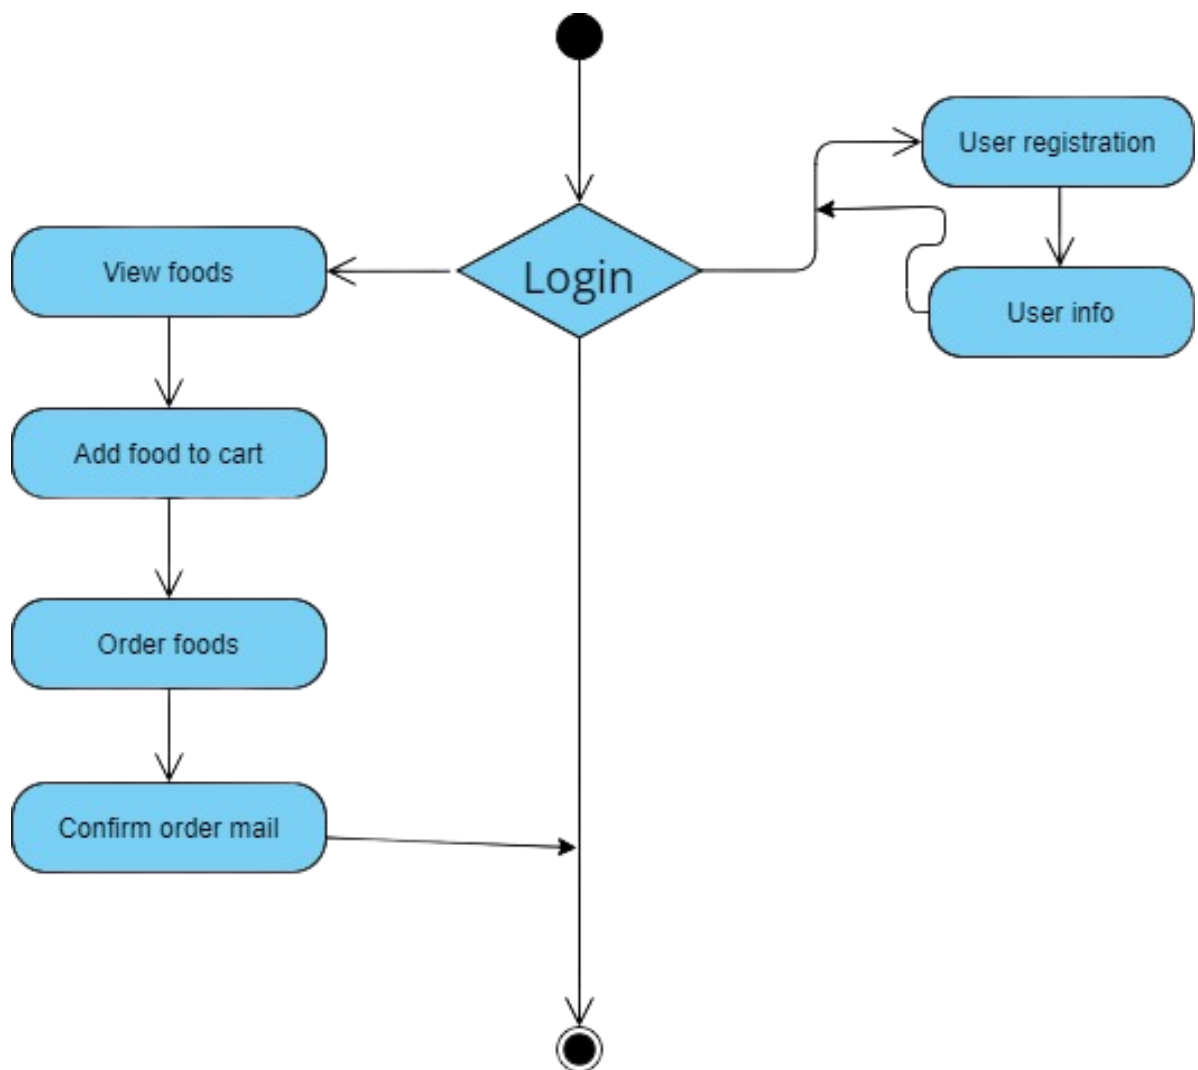 User registration
View foods
Login
User info
Add food to cart
Order foods
Confirm order mail